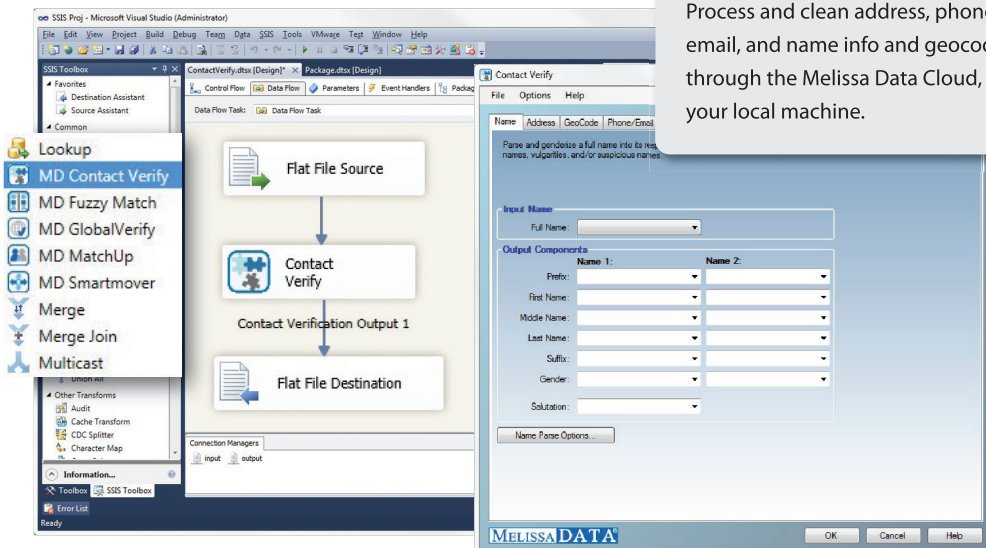 SSIS Proj - Microsoft Visual Studio (Administrator)
File Edit View Project Build Debug Team Data SSIS Tools VMware Test Window Help
SSIS Toolbox
Favorites
Destination Assistant
Source Assistant
Common
Lookup
MD Contact Verify
MD Fuzzy Match
MD GlobalVerify
MD MatchUp
MD Smartmover
Merge
Merge Join
Multicast
Union All
Other Transforms
Audit
Cache Transform
CDC Splitter
Character Map
Information...
Toolbox SSIS Toolbox
Error List
Ready
ContactVerify.dtsx [Design]* Package.dtsx [Design]
Control Flow Data Flow Parameters Event Handlers Packag
Data Flow Task: Data Flow Task
Flat File Source
Contact
Verify
Contact Verification Output 1
Flat File Destination
Connection Managers
input output
Process and clean address, phone
email, and name info and geocod
through the Melissa Data Cloud,
your local machine.
Contact Verify
File Options Help
Name Address GeoCode Phone/Email
Parse and genderize a full name into its resp
names, vulgarities, and/or suspicious names.
Input Name
Full Name:
Output Components
Name 1: Name 2:
Prefix:
First Name:
Middle Name:
Last Name:
Suffix:
Gender:
Salutation:
Name Parse Options...
MELISSA DATA®
OK Cancel Help